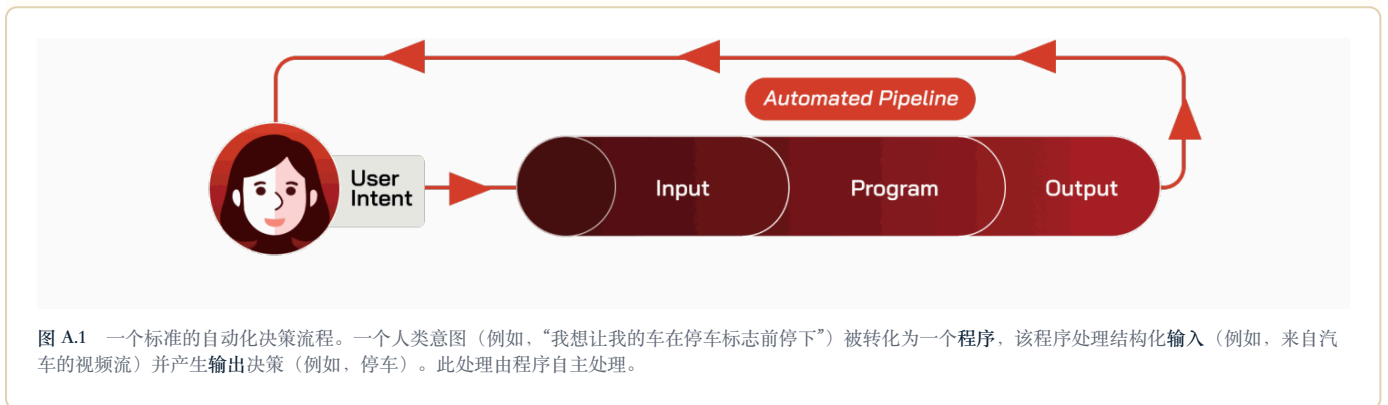 Automated Pipeline
User
Intent
Input
Program
Output
图 A.1 一个标准的自动化决策流程。一个人类意图（例如，“我想让我的车在停车标志前停下”）被转化为一个程序，该程序处理结构化输入（例如，来自汽
车的视频流）并产生输出决策（例如，停车）。此处理由程序自主处理。